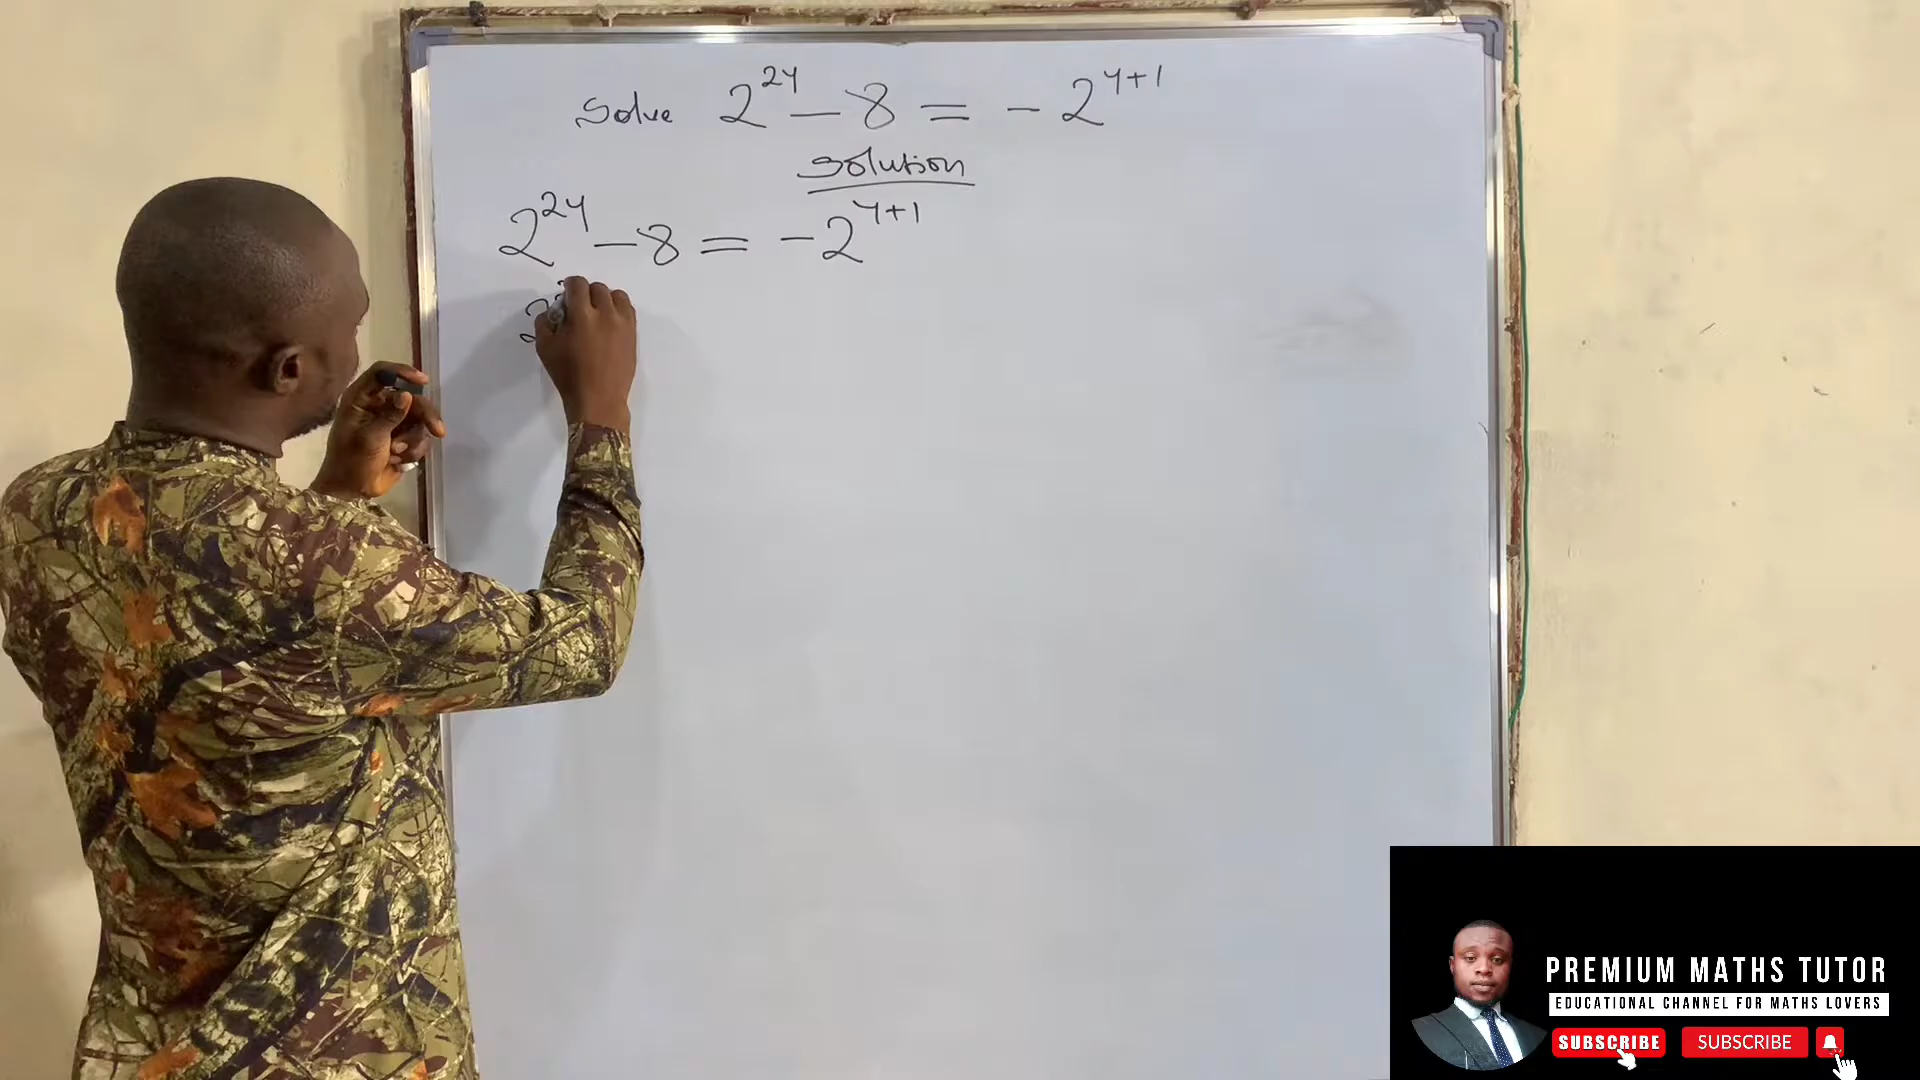 Solve 2^{2y} - 8 = - 2^{y+1}
Solution
2^{2y} - 8 = - 2^{y+1}
2
PREMIUM MATHS TUTOR
EDUCATIONAL CHANNEL FOR MATHS LOVERS
SUBSCRIBE SUBSCRIBE